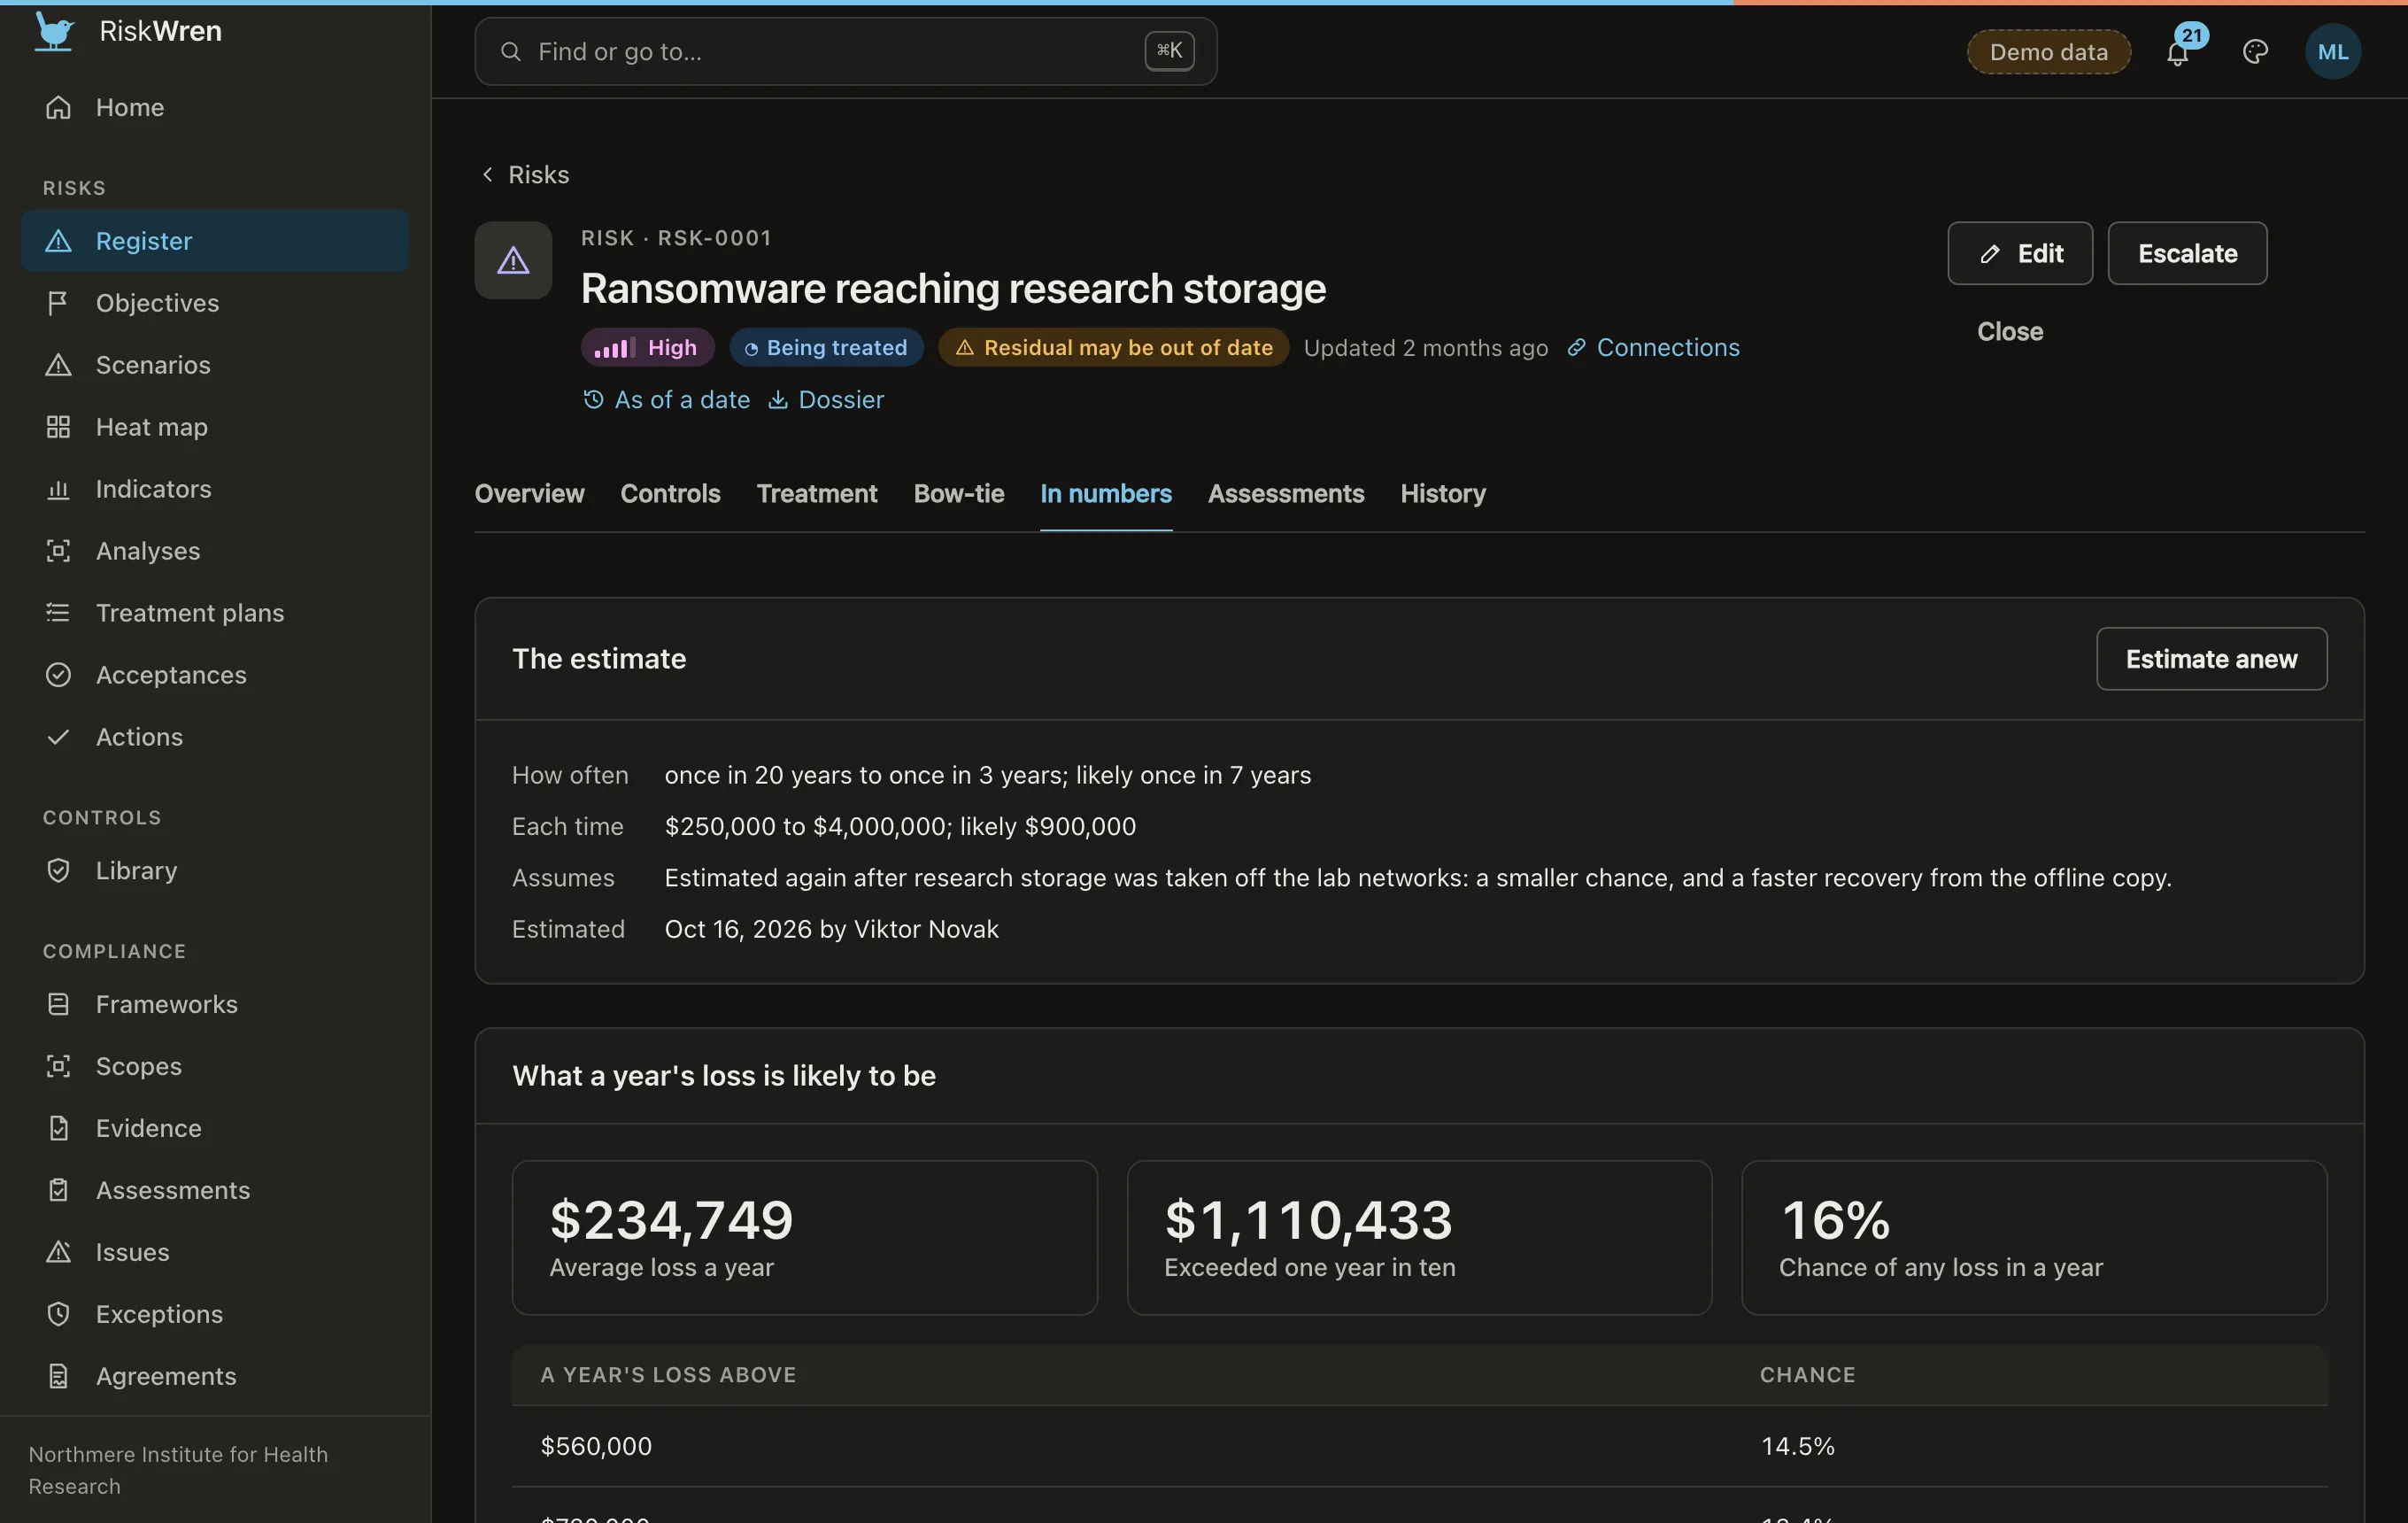 RiskWren
Find or go to...
⌘K
Demo data
21
ML
Home
RISKS
Register
Objectives
Scenarios
Heat map
Indicators
Analyses
Treatment plans
Acceptances
Actions
CONTROLS
Library
COMPLIANCE
Frameworks
Scopes
Evidence
Assessments
Issues
Exceptions
Agreements
Northmere Institute for Health
Research
Risks
RISK · RSK-0001
Ransomware reaching research storage
High
Being treated
Residual may be out of date
Updated 2 months ago
Connections
As of a date
Dossier
Edit
Escalate
Close
Overview
Controls
Treatment
Bow-tie
In numbers
Assessments
History
The estimate
Estimate anew
How often once in 20 years to once in 3 years; likely once in 7 years
Each time $250,000 to $4,000,000; likely $900,000
Assumes Estimated again after research storage was taken off the lab networks: a smaller chance, and a faster recovery from the offline copy.
Estimated Oct 16, 2026 by Viktor Novak
What a year's loss is likely to be
$234,749
Average loss a year
$1,110,433
Exceeded one year in ten
16%
Chance of any loss in a year
A YEAR'S LOSS ABOVE CHANCE
$560,000 14.5%